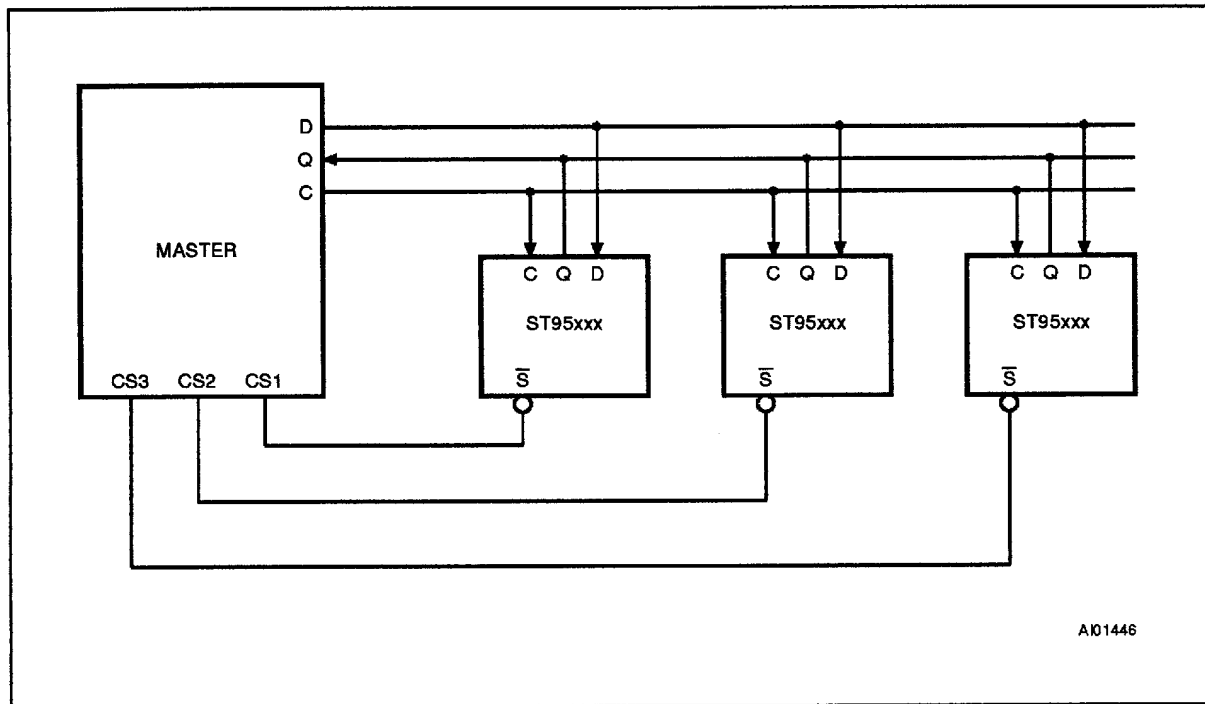 D
Q
C
MASTER
CS3 CS2 CS1
C Q D
ST95xxx
S̅
C Q D
ST95xxx
S̅
C Q D
ST95xxx
S̅
AI01446